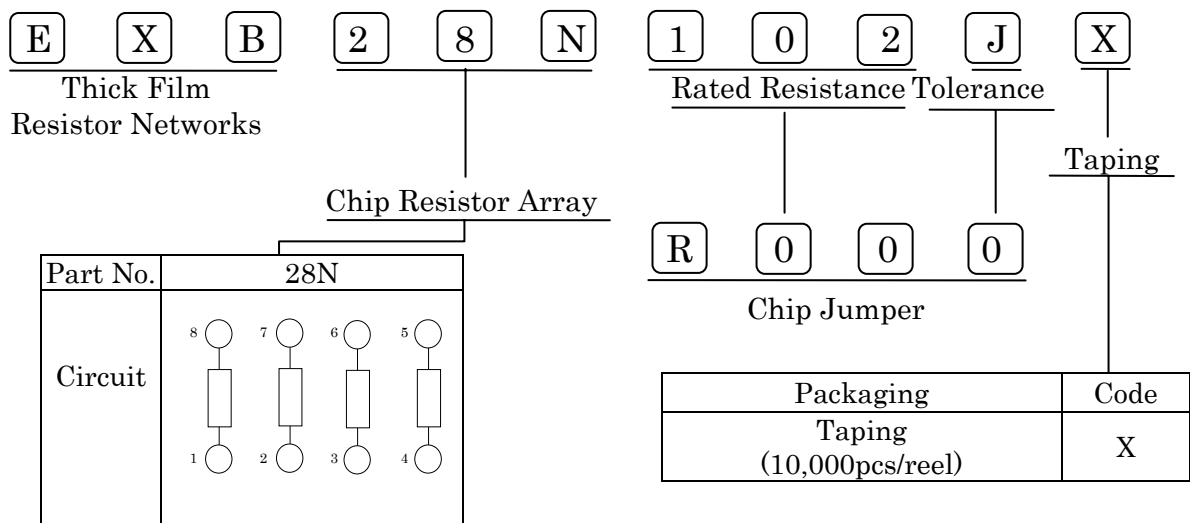 E X B 2 8 N 1 0 2 J X
Thick Film
Resistor Networks
Rated Resistance Tolerance
Taping
Chip Resistor Array
R 0 0 0
Chip Jumper
Part No. 28N
8 7 6 5
Circuit
1 2 3 4
Packaging Code
Taping
(10,000pcs/reel)
X